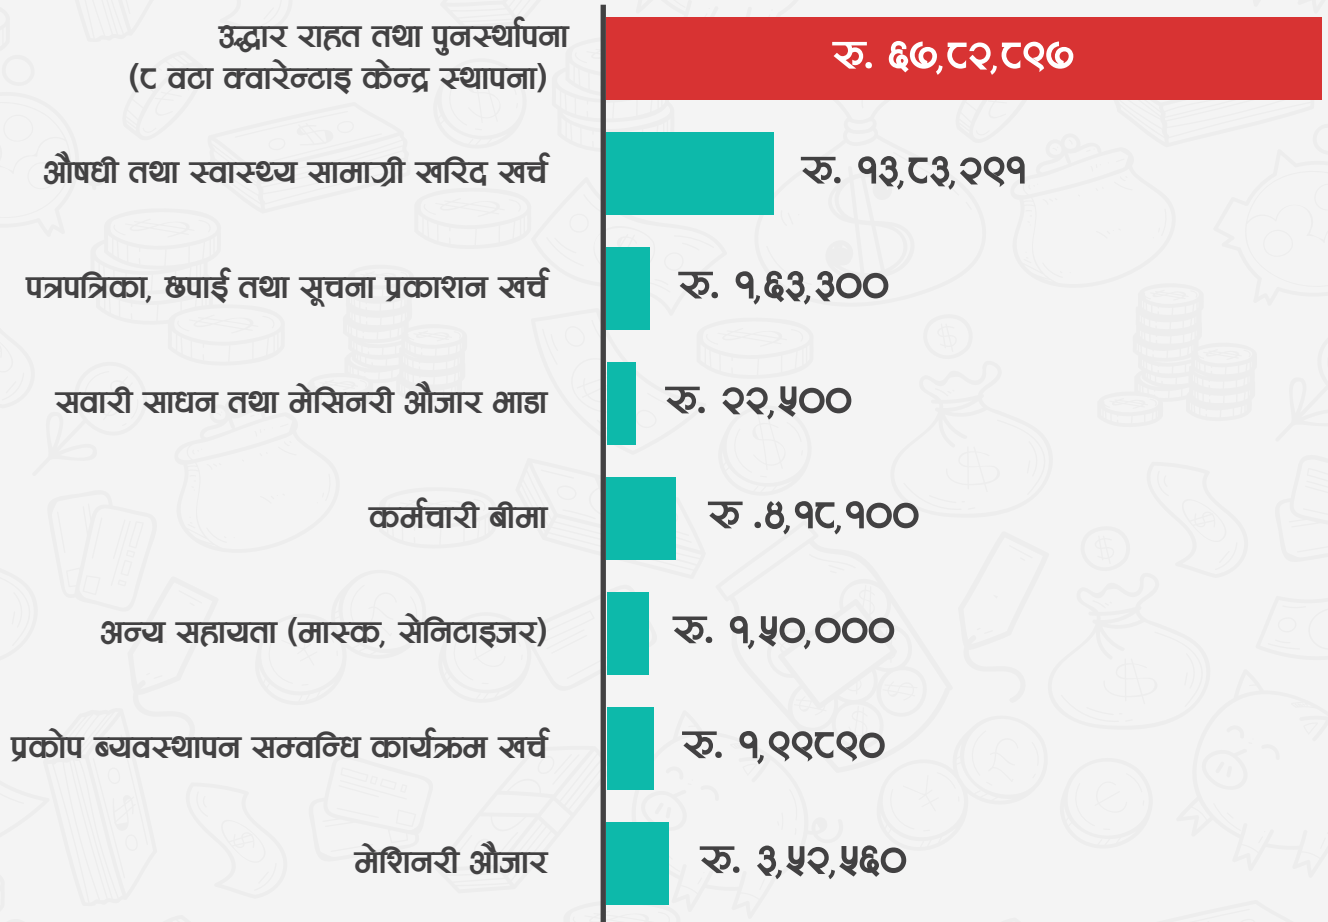 उद्धार राहत तथा पुनर्स्थापना
(८ वटा क्वारेन्टाइ केन्द्र स्थापना)
रु. ६७,८२,८९७
औषधी तथा स्वास्थ्य सामाग्री खरिद खर्च
रु. १३,८३,२९१
पत्रपत्रिका, छपाई तथा सूचना प्रकाशन खर्च
रु. १,६३,३००
सवारी साधन तथा मेसिनरी औजार भाडा
रु. २२,५००
कर्मचारी बीमा
रु .४,१८,१००
अन्य सहायता (मास्क, सेनिटाइजर)
रु. १,५०,०००
प्रकोप ब्यवस्थापन सम्वन्धि कार्यक्रम खर्च
रु. १,९९८९०
मेशिनरी औजार
रु. ३,५२,५६०